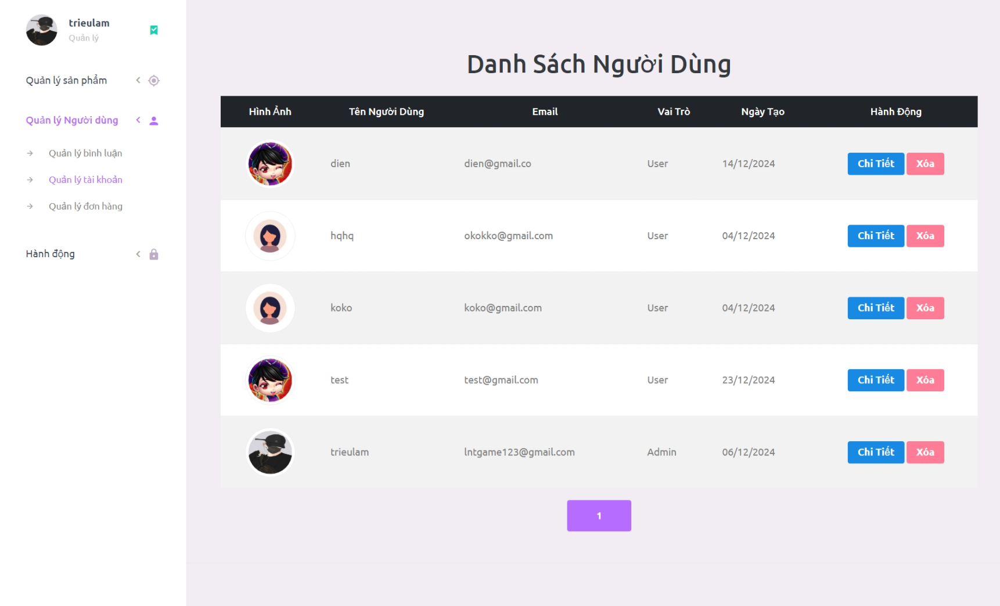 trieulam
Quản lý
Quản lý sản phẩm
Quản lý Người dùng
Quản lý bình luận
Quản lý tài khoản
Quản lý đơn hàng
Hành động
Danh Sách Người Dùng
Hình Ảnh Tên Người Dùng Email Vai Trò Ngày Tạo Hành Động
dien dien@gmail.co User 14/12/2024 Chi Tiết Xóa
hqhq okokko@gmail.com User 04/12/2024 Chi Tiết Xóa
koko koko@gmail.com User 04/12/2024 Chi Tiết Xóa
test test@gmail.com User 23/12/2024 Chi Tiết Xóa
trieulam lntgame123@gmail.com Admin 06/12/2024 Chi Tiết Xóa
1